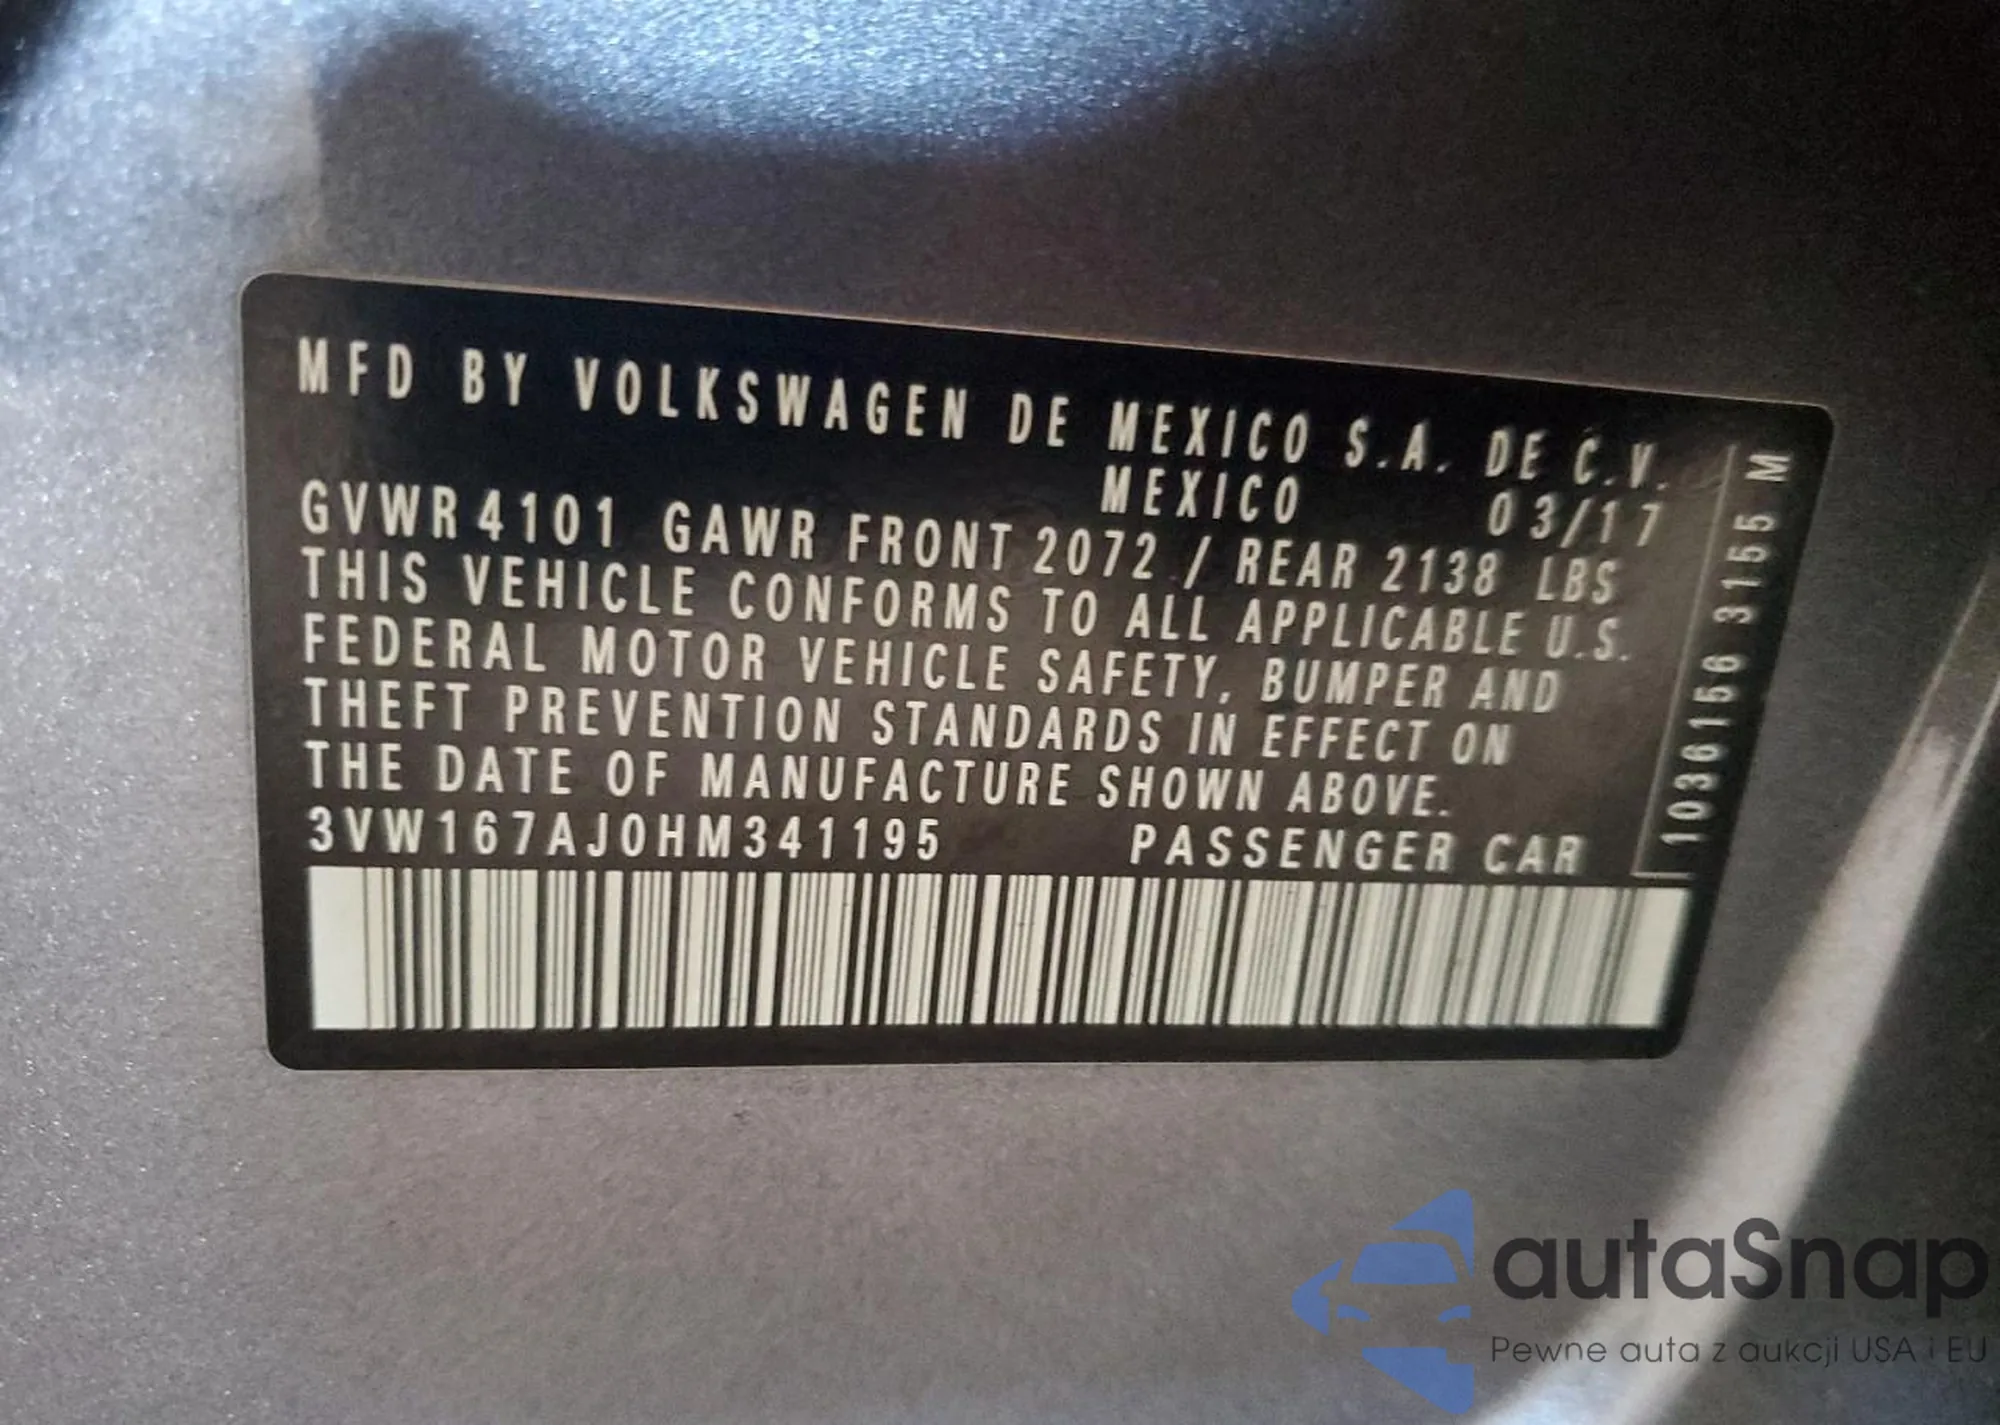 MFD BY VOLKSWAGEN DE MEXICO S.A. DE C.V.
MEXICO 03/17
GVWR 4101 GAWR FRONT 2072 / REAR 2138 LBS
THIS VEHICLE CONFORMS TO ALL APPLICABLE U.S.
FEDERAL MOTOR VEHICLE SAFETY, BUMPER AND
THEFT PREVENTION STANDARDS IN EFFECT ON
THE DATE OF MANUFACTURE SHOWN ABOVE.
3VW167AJ0HM341195 PASSENGER CAR
1036156 3155 M
autaSnap
Pewne auta z aukcji USA i EU